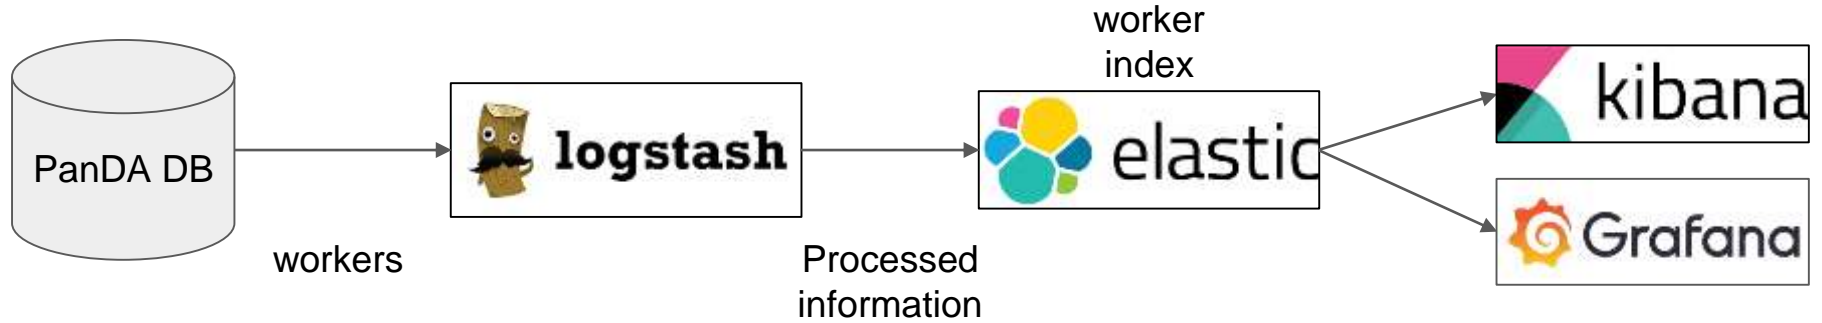 PanDA DB
workers
logstash
Processed
information
worker
index
elastic
kibana
Grafana